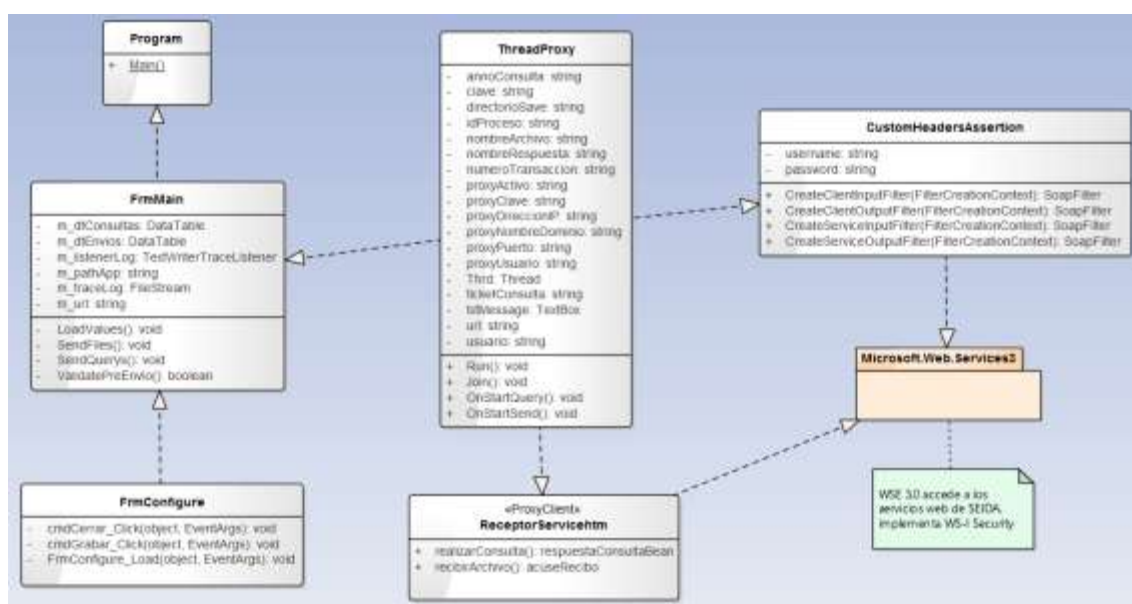 Program
+ Main()
ThreadProxy
- annoConsulta: string
- clave: string
- directorioSave: string
- idProceso: string
- nombreArchivo: string
- nombreRespuesta: string
- numeroTransaccion: string
- proxyActivo: string
- proxyClave: string
- proxyDireccionIP: string
- proxyNombreDominio: string
- proxyPuerto: string
- proxyUsuario: string
- Thrd: Thread
- ticketConsulta: string
- txtMessage: TextBox
- url: string
- usuario: string
+ Run(): void
+ Join(): void
+ OnStartQuery(): void
+ OnStartSend(): void
CustomHeadersAssertion
- username: string
- password: string
+ CreateClientInputFilter(FilterCreationContext): SoapFilter
+ CreateClientOutputFilter(FilterCreationContext): SoapFilter
+ CreateServiceInputFilter(FilterCreationContext): SoapFilter
+ CreateServiceOutputFilter(FilterCreationContext): SoapFilter
FrmMain
- m_dtConsultas: DataTable
- m_dtEnvios: DataTable
- m_listenerLog: TextWriterTraceListener
- m_pathApp: string
- m_traceLog: FileStream
- m_url: string
- LoadValues(): void
- SendFiles(): void
- SendQuerys(): void
- ValidatePreEnvio(): boolean
Microsoft.Web.Services3
WSE 3.0 accede a los
servicios web de SEIDA,
implementa WS-I Security
FrmConfigure
- cmdCerrar_Click(object, EventArgs): void
- cmdGrabar_Click(object, EventArgs): void
- FrmConfigure_Load(object, EventArgs): void
«ProxyClient»
ReceptorServicehtm
+ realizarConsulta(): respuestaConsultaBean
+ recibirArchivo(): acuseRecibo